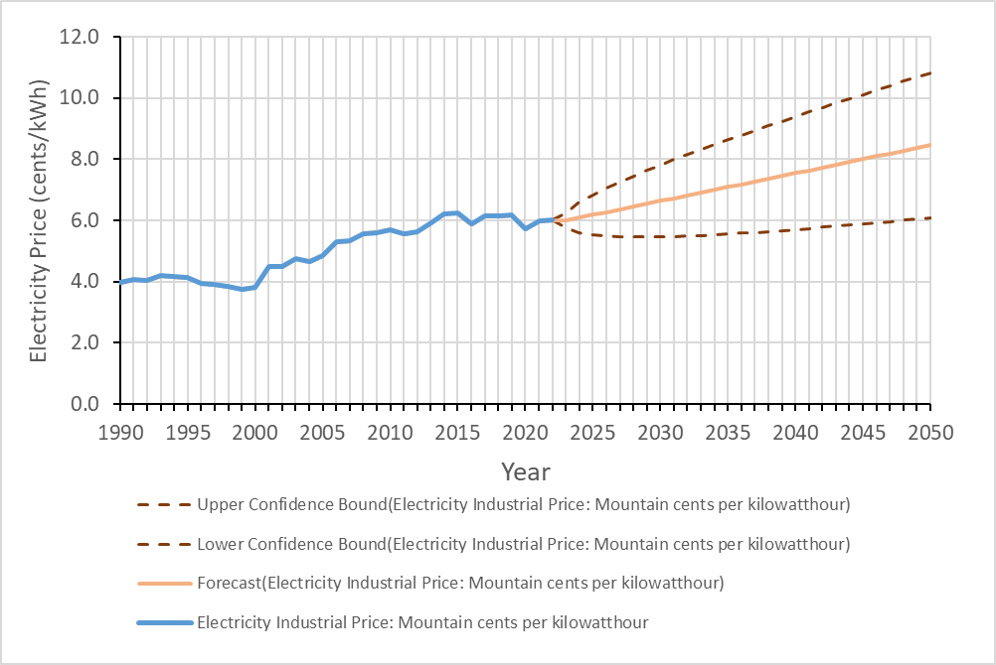 12.0
10.0
8.0
6.0
4.0
2.0
0.0
Electricity Price (cents/kWh)
1990 1995 2000 2005 2010 2015 2020 2025 2030 2035 2040 2045 2050
Year
Upper Confidence Bound(Electricity Industrial Price: Mountain cents per kilowatthour)
Lower Confidence Bound(Electricity Industrial Price: Mountain cents per kilowatthour)
Forecast(Electricity Industrial Price: Mountain cents per kilowatthour)
Electricity Industrial Price: Mountain cents per kilowatthour